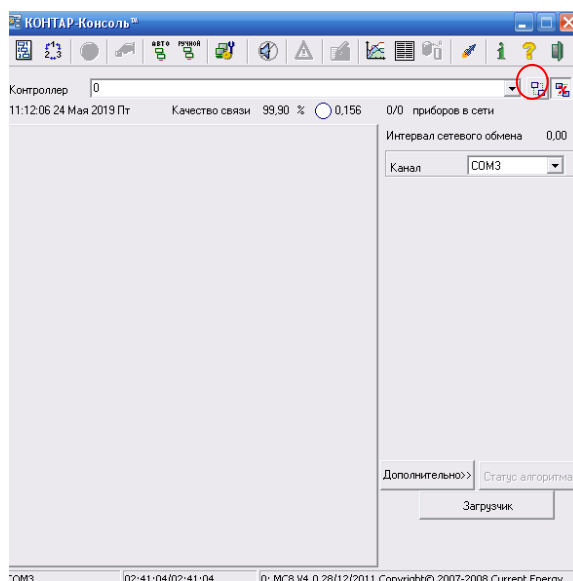 КОНТАР-Консоль™
АВТО РУЧНОЙ
Контроллер 0
11:12:06 24 Мая 2019 Пт Качество связи 99,90 % 0,156 0/0 приборов в сети
Интервал сетевого обмена 0,00
Канал COM3
Дополнительно>> Статус алгоритма
Загрузчик
COM3 02:41:04/02:41:04 0: MC8 V4.0 28/12/2011 Copyright© 2007-2008 Current Energy